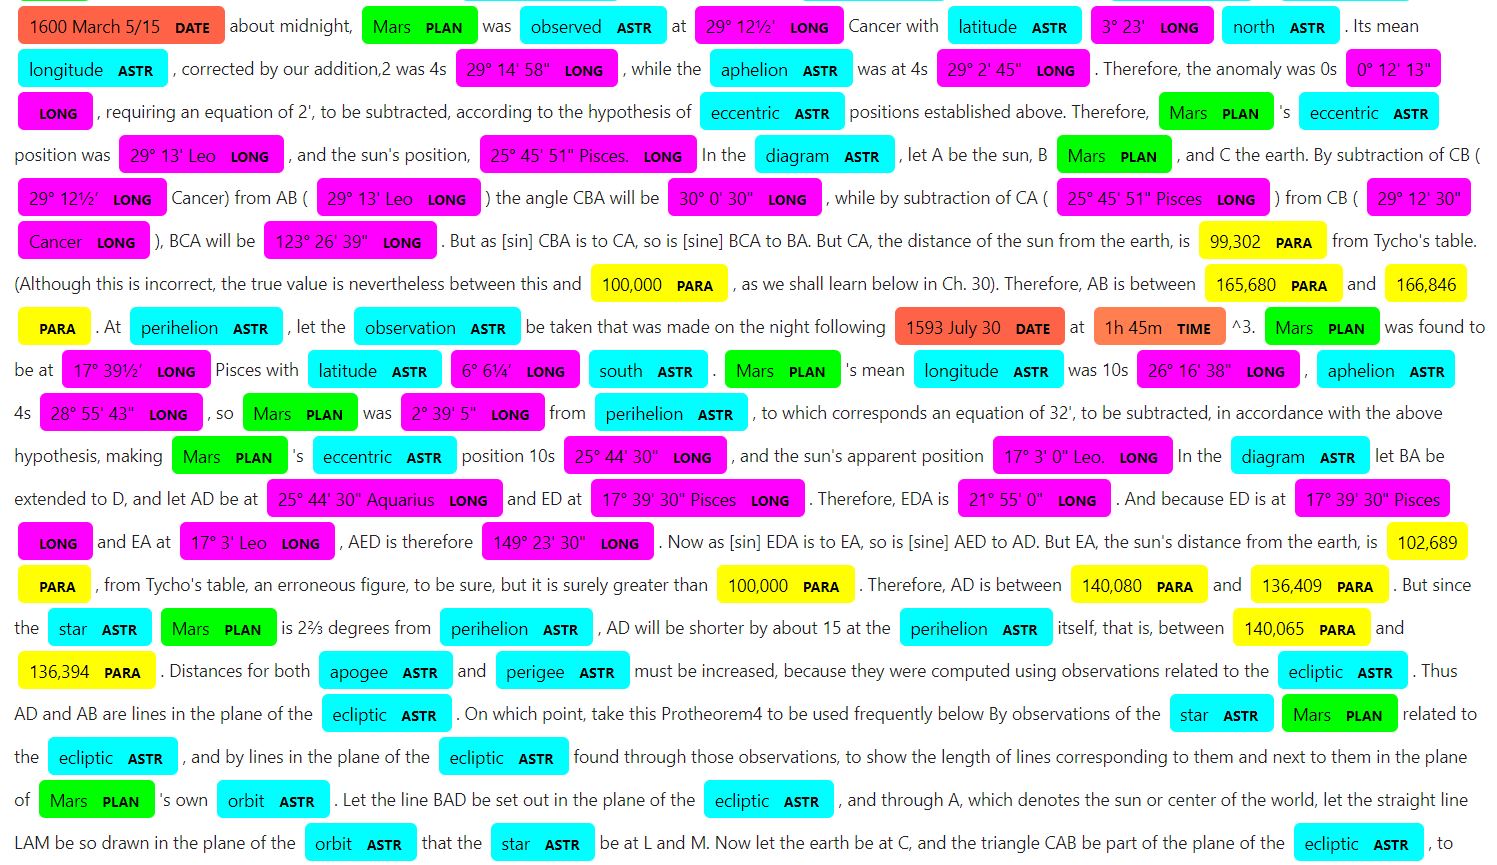 1600 March 5/15 DATE about midnight, Mars PLAN was observed ASTR at 29° 12½' LONG Cancer with latitude ASTR 3° 23' LONG north ASTR . Its mean
longitude ASTR , corrected by our addition,2 was 4s 29° 14' 58" LONG , while the aphelion ASTR was at 4s 29° 2' 45" LONG . Therefore, the anomaly was 0s 0° 12' 13"
LONG , requiring an equation of 2', to be subtracted, according to the hypothesis of eccentric ASTR positions established above. Therefore, Mars PLAN 's eccentric ASTR
position was 29° 13' Leo LONG , and the sun's position, 25° 45' 51" Pisces. LONG In the diagram ASTR , let A be the sun, B Mars PLAN , and C the earth. By subtraction of CB (
29° 12½' LONG Cancer) from AB ( 29° 13' Leo LONG ) the angle CBA will be 30° 0' 30" LONG , while by subtraction of CA ( 25° 45' 51" Pisces LONG ) from CB ( 29° 12' 30"
Cancer LONG ), BCA will be 123° 26' 39" LONG . But as [sin] CBA is to CA, so is [sine] BCA to BA. But CA, the distance of the sun from the earth, is 99,302 PARA from Tycho's table.
(Although this is incorrect, the true value is nevertheless between this and 100,000 PARA , as we shall learn below in Ch. 30). Therefore, AB is between 165,680 PARA and 166,846
PARA . At perihelion ASTR , let the observation ASTR be taken that was made on the night following 1593 July 30 DATE at 1h 45m TIME ^3. Mars PLAN was found to
be at 17° 39½' LONG Pisces with latitude ASTR 6° 6¼' LONG south ASTR . Mars PLAN 's mean longitude ASTR was 10s 26° 16' 38" LONG , aphelion ASTR
4s 28° 55' 43" LONG , so Mars PLAN was 2° 39' 5" LONG from perihelion ASTR , to which corresponds an equation of 32', to be subtracted, in accordance with the above
hypothesis, making Mars PLAN 's eccentric ASTR position 10s 25° 44' 30" LONG , and the sun's apparent position 17° 3' 0" Leo. LONG In the diagram ASTR let BA be
extended to D, and let AD be at 25° 44' 30" Aquarius LONG and ED at 17° 39' 30" Pisces LONG . Therefore, EDA is 21° 55' 0" LONG . And because ED is at 17° 39' 30" Pisces
LONG and EA at 17° 3' Leo LONG , AED is therefore 149° 23' 30" LONG . Now as [sin] EDA is to EA, so is [sine] AED to AD. But EA, the sun's distance from the earth, is 102,689
PARA , from Tycho's table, an erroneous figure, to be sure, but it is surely greater than 100,000 PARA . Therefore, AD is between 140,080 PARA and 136,409 PARA . But since
the star ASTR Mars PLAN is 2⅔ degrees from perihelion ASTR , AD will be shorter by about 15 at the perihelion ASTR itself, that is, between 140,065 PARA and
136,394 PARA . Distances for both apogee ASTR and perigee ASTR must be increased, because they were computed using observations related to the ecliptic ASTR . Thus
AD and AB are lines in the plane of the ecliptic ASTR . On which point, take this Protheorem4 to be used frequently below By observations of the star ASTR Mars PLAN related to
the ecliptic ASTR , and by lines in the plane of the ecliptic ASTR found through those observations, to show the length of lines corresponding to them and next to them in the plane
of Mars PLAN 's own orbit ASTR . Let the line BAD be set out in the plane of the ecliptic ASTR , and through A, which denotes the sun or center of the world, let the straight line
LAM be so drawn in the plane of the orbit ASTR that the star ASTR be at L and M. Now let the earth be at C, and the triangle CAB be part of the plane of the ecliptic ASTR , to